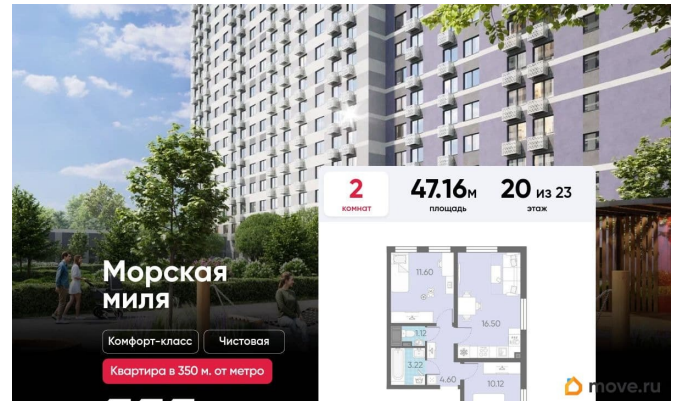 2
комнат
47.16м
площадь
20 из 23
этаж
Морская
миля
Комфорт-класс
Чистовая
Квартира в 350 м. от метро
11.60
16.50
1.12
3.22
4.60
10.12
move.ru